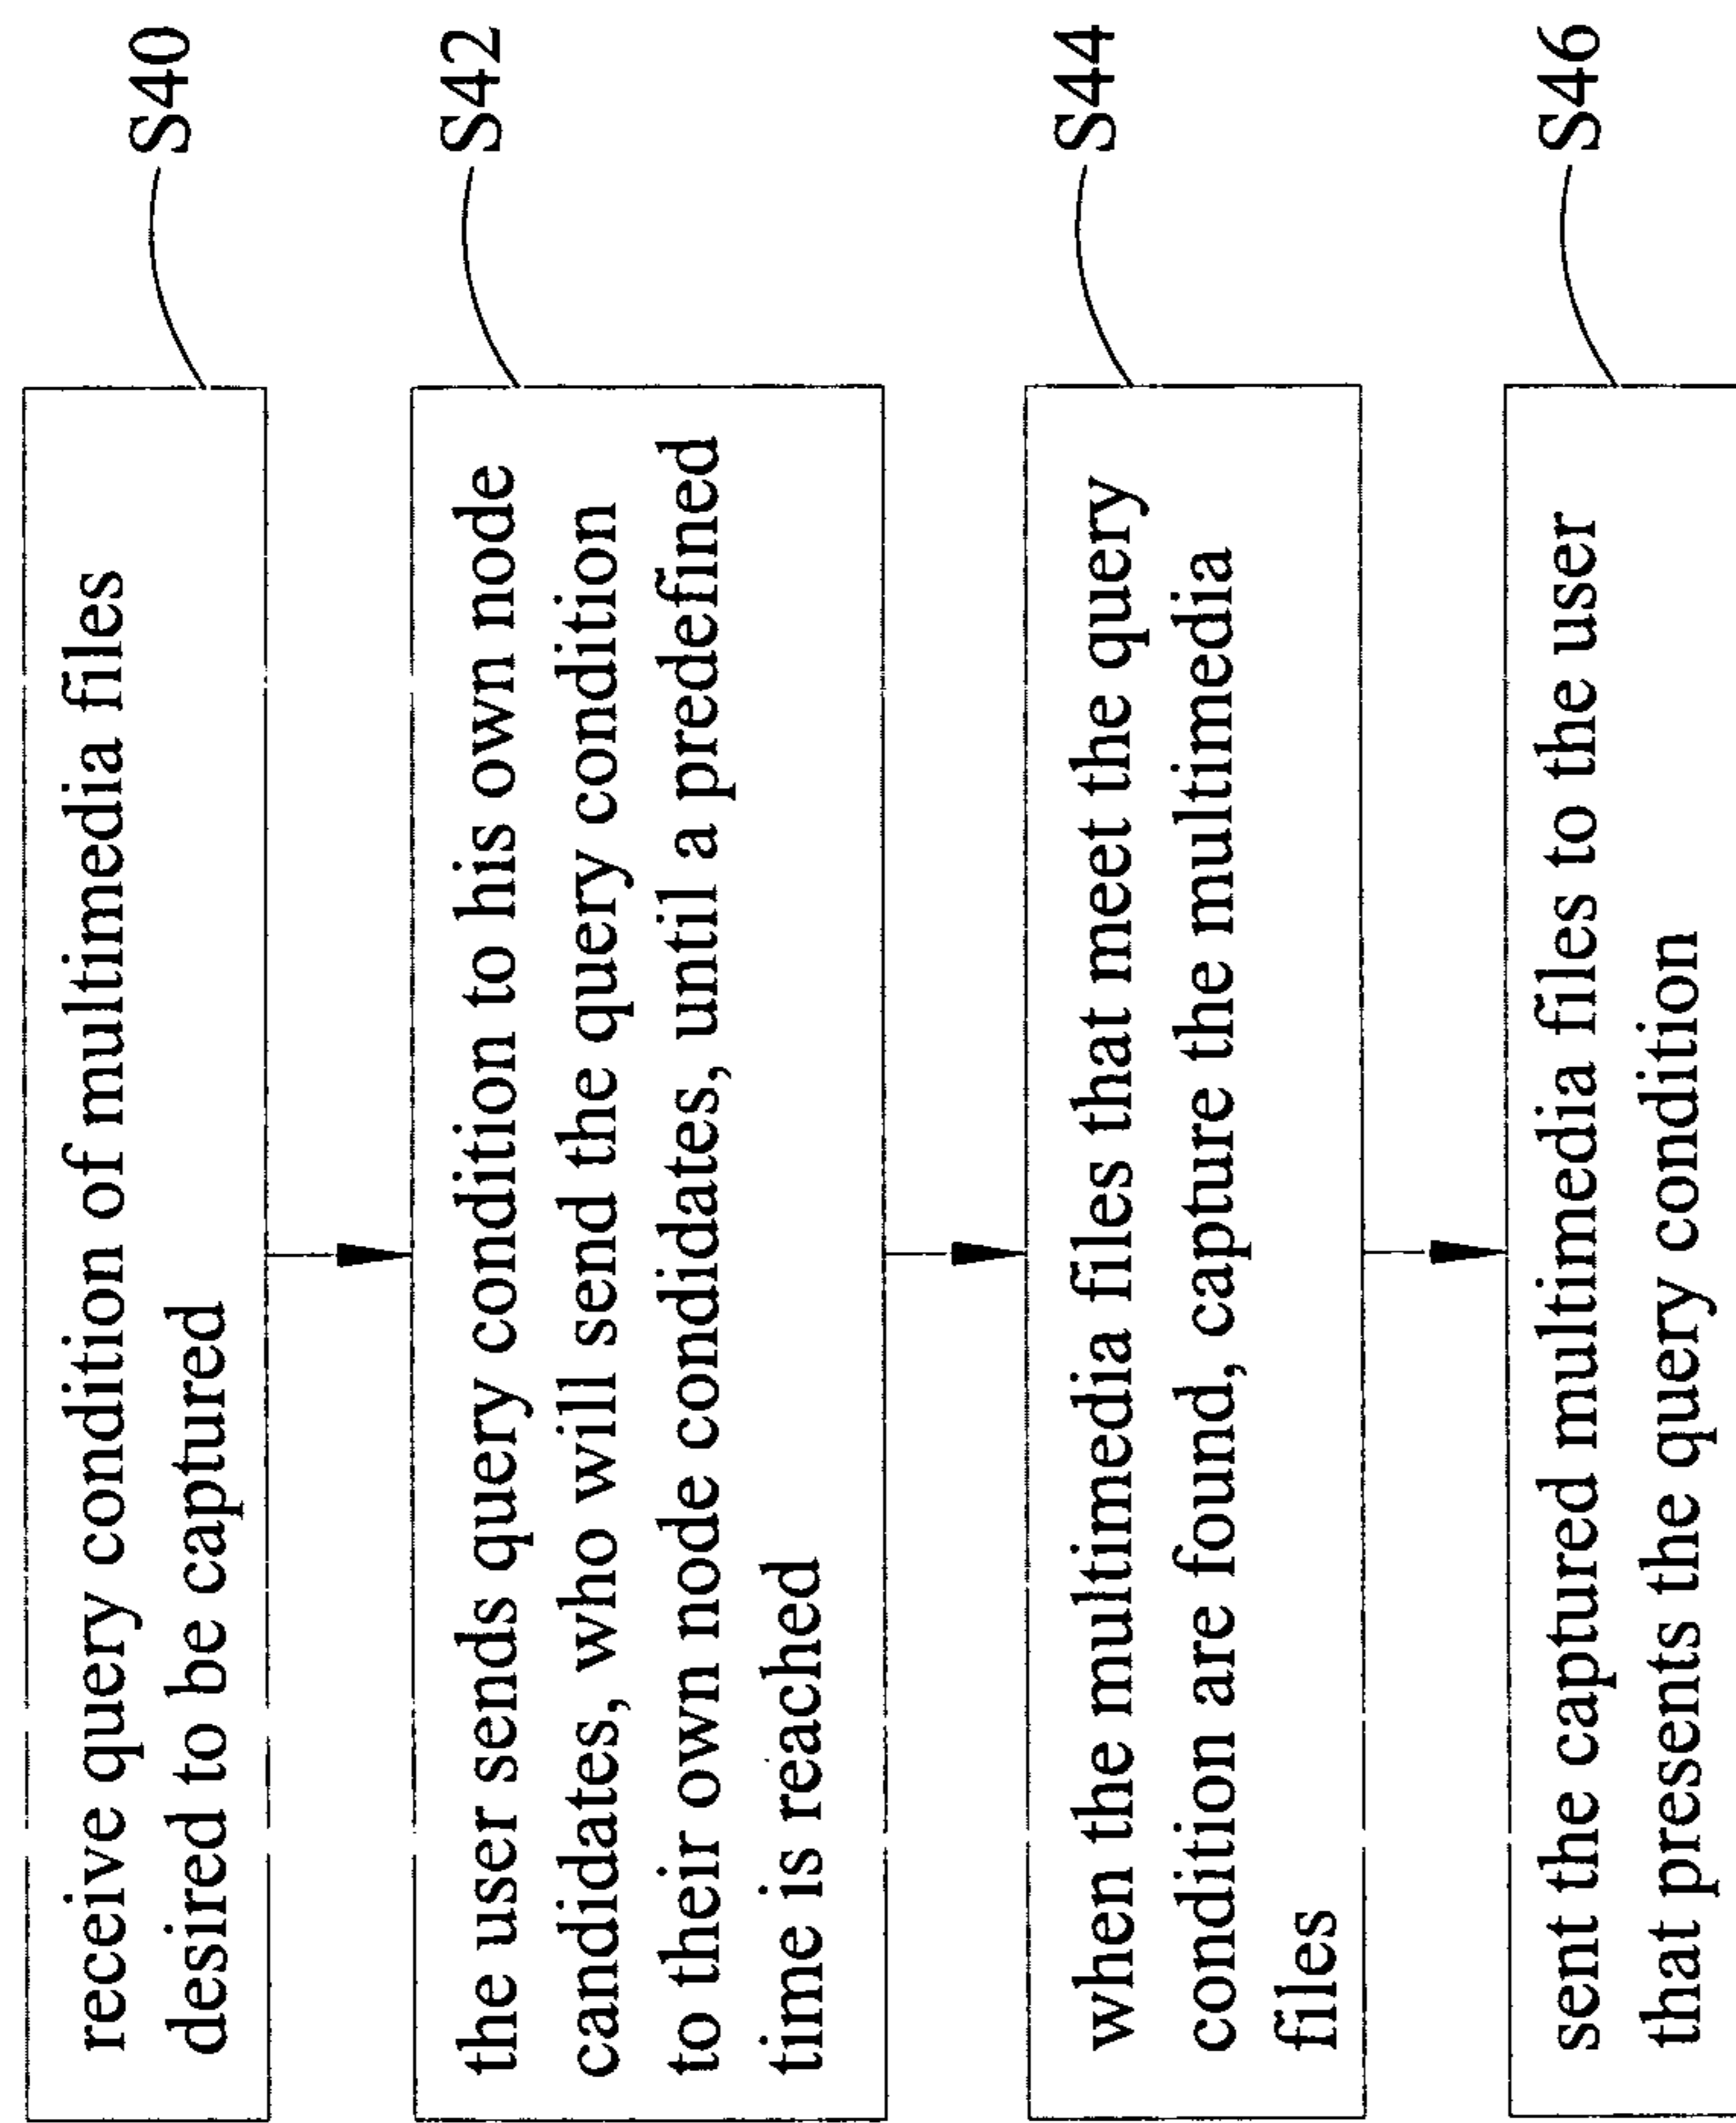 receive query condition of multimedia files
desired to be captured
S40
the user sends query condition to his own node
candidates, who will send the query condition
to their own node condidates, until a predefined
time is reached
S42
when the multimedia files that meet the query
condition are found, capture the multimedia
files
S44
sent the captured multimedia files to the user
that presents the query condition
S46